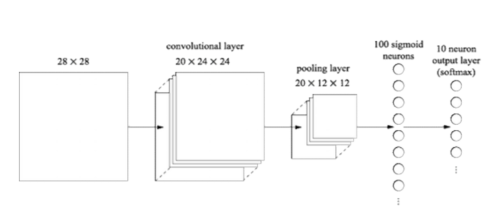 28 × 28
convolutional layer
20 × 24 × 24
pooling layer
20 × 12 × 12
100 sigmoid
neurons
10 neuron
output layer
(softmax)